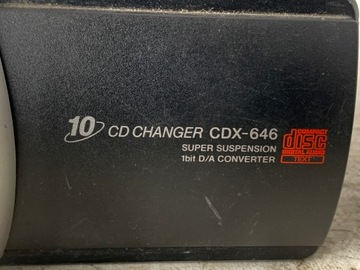 10 CD CHANGER CDX-646
SUPER SUSPENSION
1bit D/A CONVERTER
COMPACT
disc
DIGITAL AUDIO
TEXT